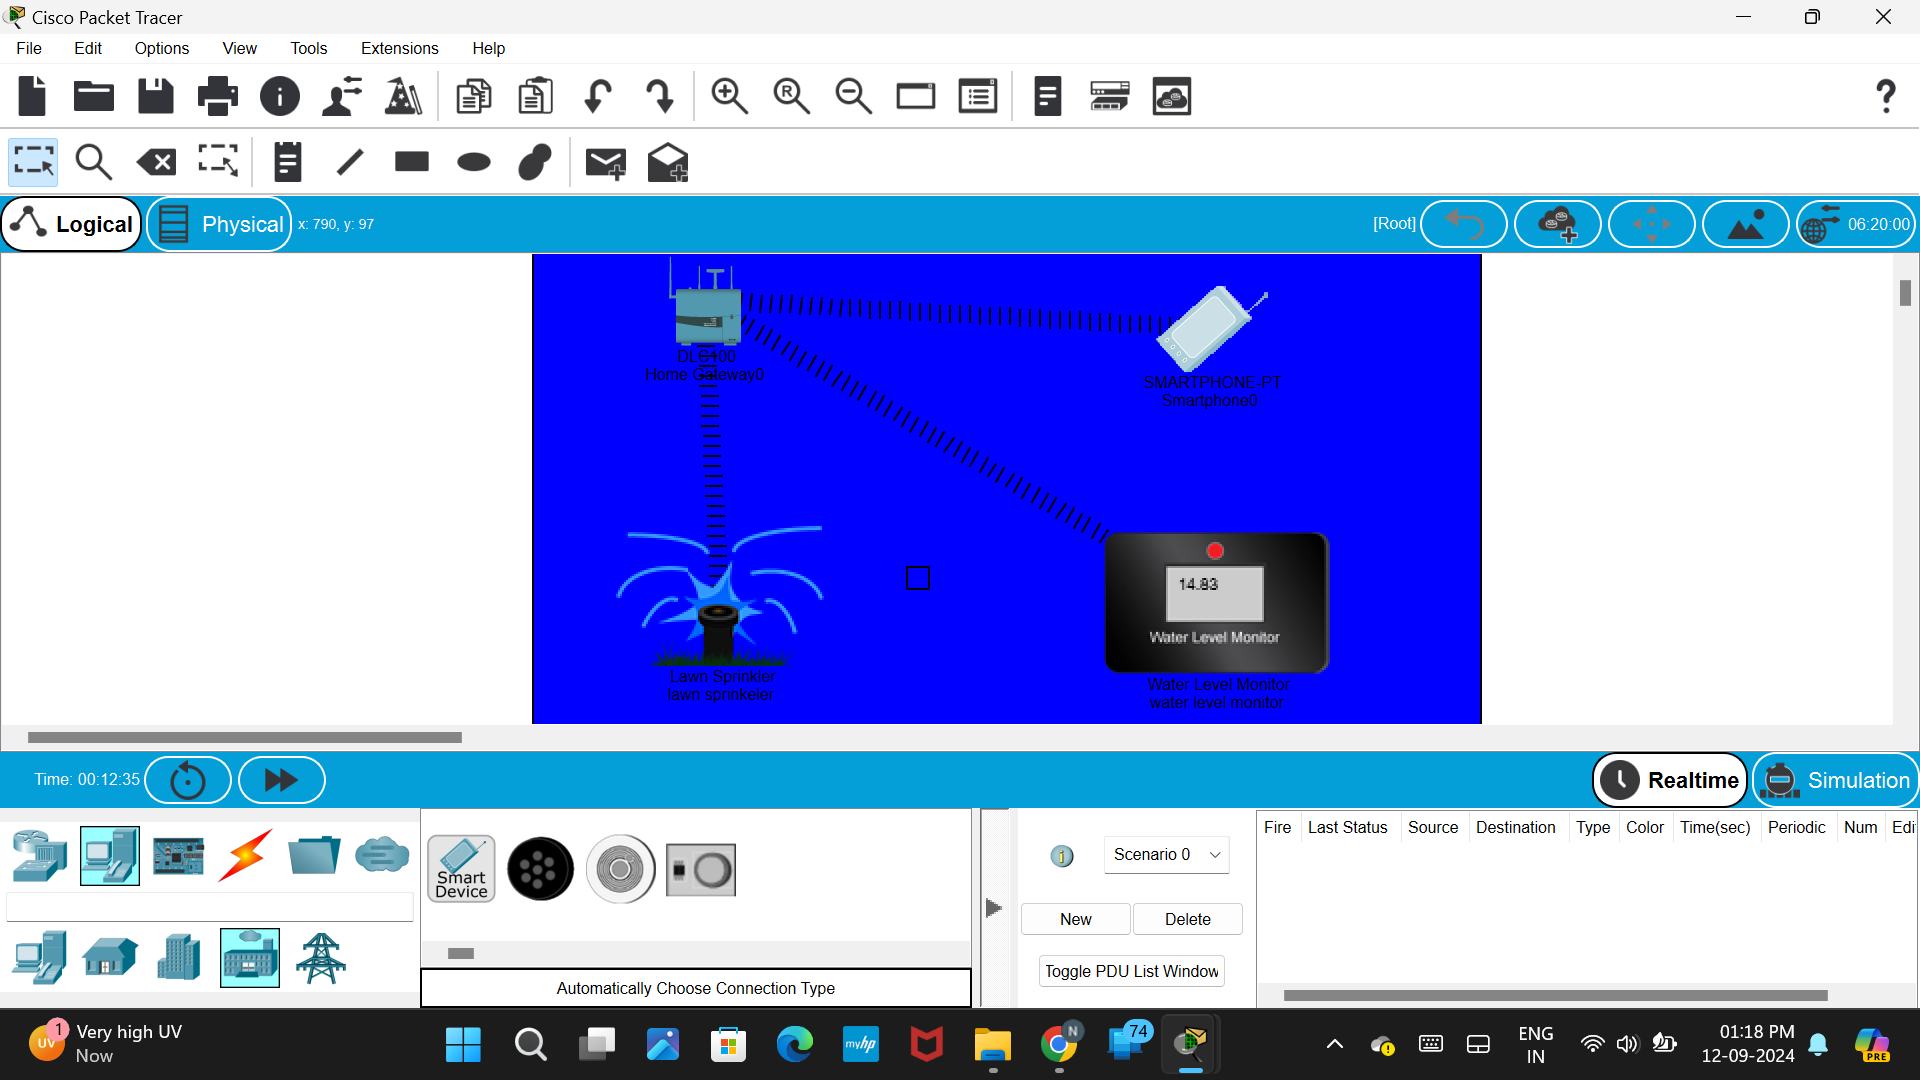 Cisco Packet Tracer
File Edit Options View Tools Extensions Help
Logical Physical x: 790, y: 97 [Root] 06:20:00
DLC100
Home Gateway0
SMARTPHONE-PT
Smartphone0
14.83
Water Level Monitor
Lawn Sprinkler
lawn sprinkeler
Water Level Monitor
water level monitor
Time: 00:12:35 Realtime Simulation
Fire Last Status Source Destination Type Color Time(sec) Periodic Num Edi
Scenario 0
Smart
Device
New Delete
Toggle PDU List Window
Automatically Choose Connection Type
UV 1 Very high UV
Now
myhp
N
74
PRE
ENG
IN
01:18 PM
12-09-2024